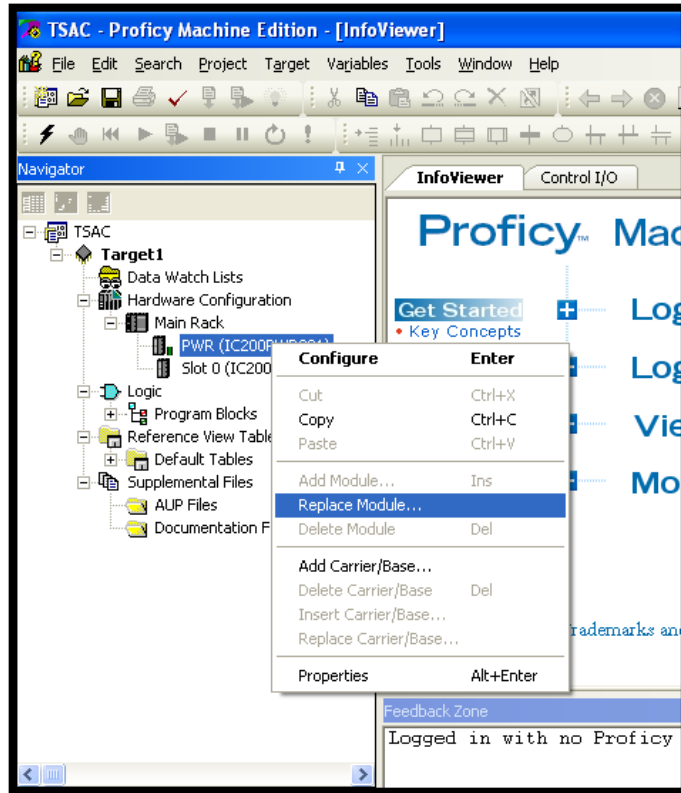 TSAC - Proficy Machine Edition - [InfoViewer]
File Edit Search Project Target Variables Tools Window Help
Navigator
TSAC
Target1
Data Watch Lists
Hardware Configuration
Main Rack
PWR (IC200
Slot 0 (IC200
Logic
Program Blocks
Reference View Table
Default Tables
Supplemental Files
AUP Files
Documentation F
Configure Enter
Cut Ctrl+X
Copy Ctrl+C
Paste Ctrl+V
Add Module... Ins
Replace Module...
Delete Module Del
Add Carrier/Base...
Delete Carrier/Base Del
Insert Carrier/Base...
Replace Carrier/Base...
Properties Alt+Enter
InfoViewer Control I/O
Proficy™ Mac
Get Started
• Key Concepts
Log
Log
Vie
Mo
rademarks and
Feedback Zone
Logged in with no Proficy